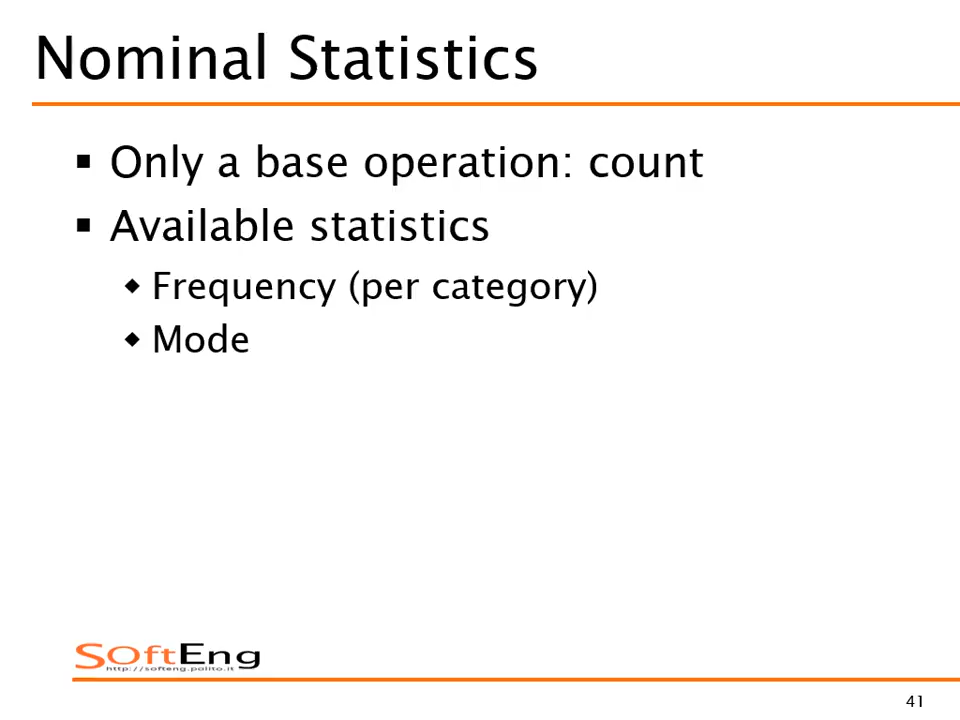 Nominal Statistics
▪ Only a base operation: count
▪ Available statistics
◆ Frequency (per category)
◆ Mode
SOftEng
http://softeng.polito.it
41